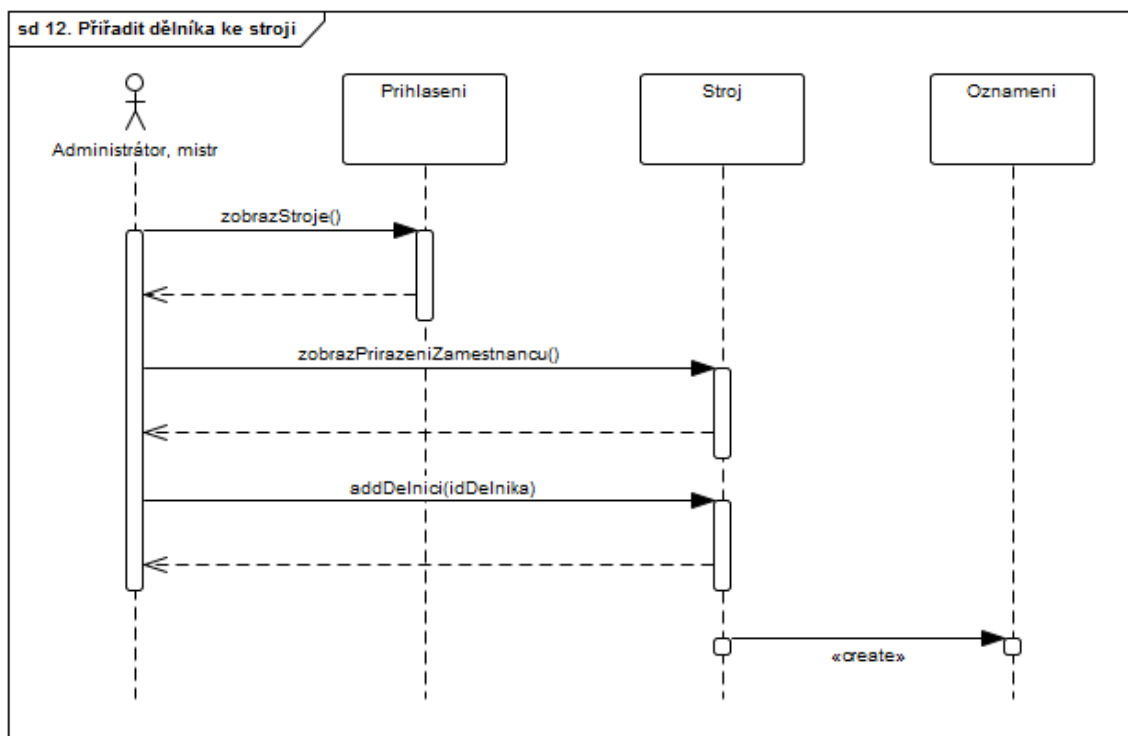 sd 12. Přiřadit dělníka ke stroji
Prihlaseni
Stroj
Oznameni
Administrátor, mistr
zobrazStroje()
zobrazPrirazeniZamestnancu()
addDelnici(idDelnika)
«create»